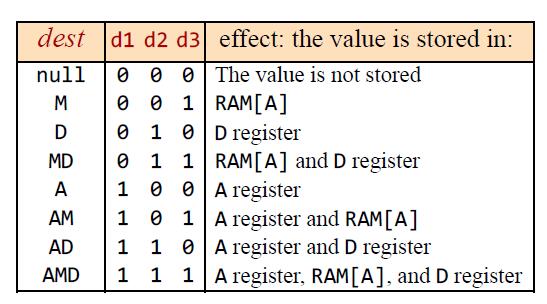 dest d1 d2 d3 effect: the value is stored in:
null 0 0 0 The value is not stored
M 0 0 1 RAM[A]
D 0 1 0 D register
MD 0 1 1 RAM[A] and D register
A 1 0 0 A register
AM 1 0 1 A register and RAM[A]
AD 1 1 0 A register and D register
AMD 1 1 1 A register, RAM[A], and D register